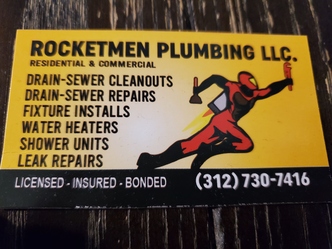 ROCKETMEN PLUMBING LLC.
RESIDENTIAL & COMMERCIAL
DRAIN-SEWER CLEANOUTS
DRAIN-SEWER REPAIRS
FIXTURE INSTALLS
WATER HEATERS
SHOWER UNITS
LEAK REPAIRS
LICENSED - INSURED - BONDED (312) 730-7416